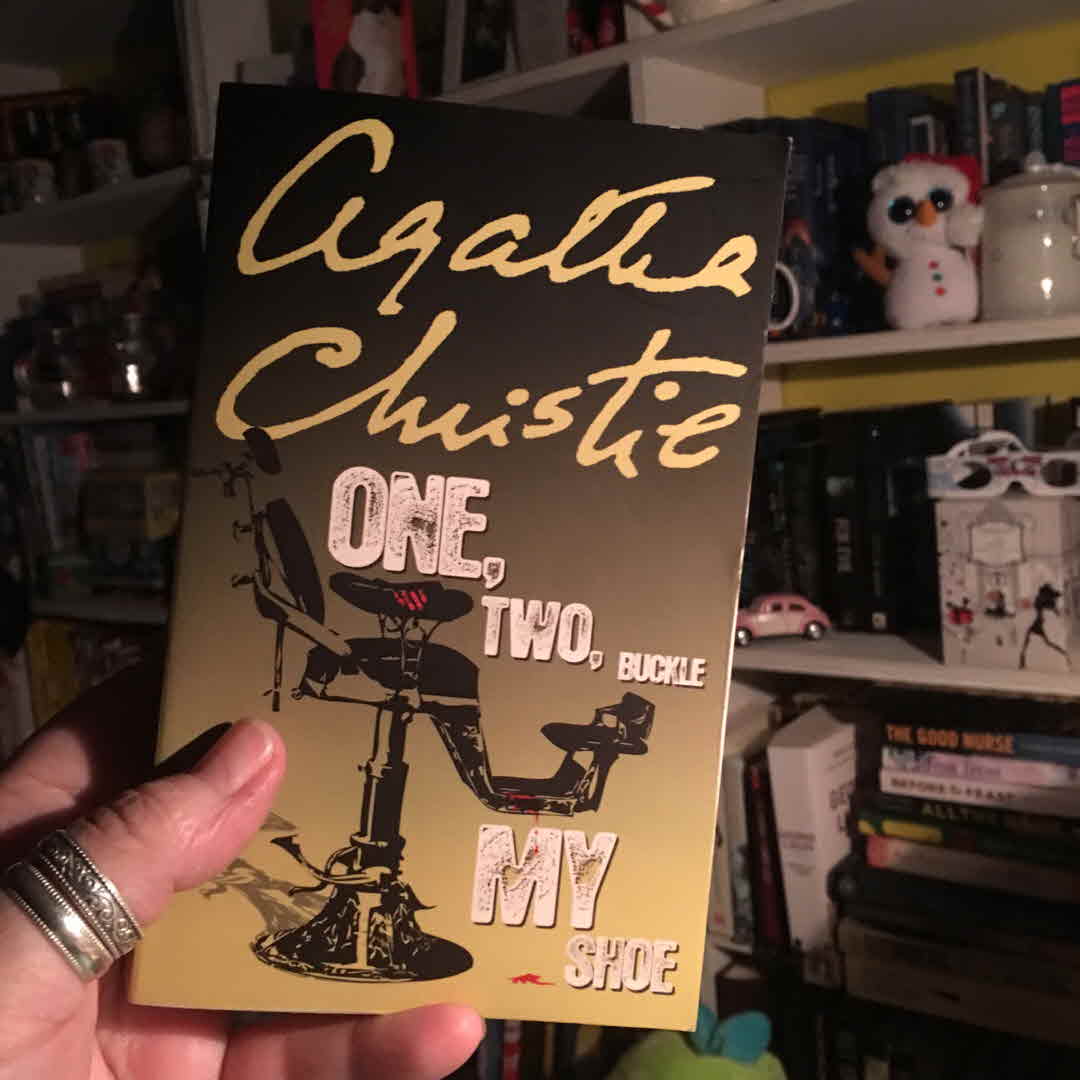 Agatha
Christie
ONE,
TWO, BUCKLE
MY
SHOE
THE GOOD NURSE